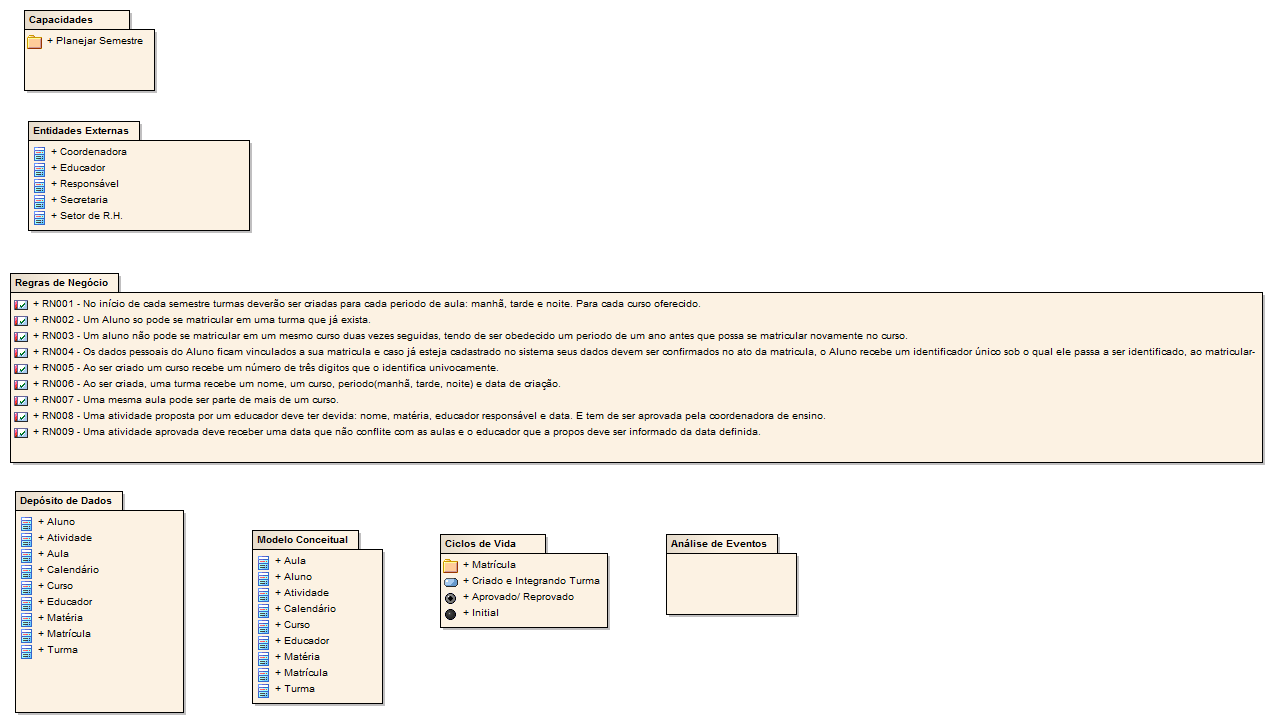 Capacidades
+ Planejar Semestre
Entidades Externas
+ Coordenadora
+ Educador
+ Responsável
+ Secretaria
+ Setor de R.H.
Regras de Negócio
+ RN001 - No início de cada semestre turmas deverão ser criadas para cada periodo de aula: manhã, tarde e noite. Para cada curso oferecido.
+ RN002 - Um Aluno so pode se matricular em uma turma que já exista.
+ RN003 - Um aluno não pode se matricular em um mesmo curso duas vezes seguidas, tendo de ser obedecido um periodo de um ano antes que possa se matricular novamente no curso.
+ RN004 - Os dados pessoais do Aluno ficam vinculados a sua matricula e caso já esteja cadastrado no sistema seus dados devem ser confirmados no ato da matricula, o Aluno recebe um identificador único sob o qual ele passa a ser identificado, ao matricular-
+ RN005 - Ao ser criado um curso recebe um número de três digitos que o identifica univocamente.
+ RN006 - Ao ser criada, uma turma recebe um nome, um curso, periodo(manhã, tarde, noite) e data de criação.
+ RN007 - Uma mesma aula pode ser parte de mais de um curso.
+ RN008 - Uma atividade proposta por um educador deve ter devida: nome, matéria, educador responsável e data. E tem de ser aprovada pela coordenadora de ensino.
+ RN009 - Uma atividade aprovada deve receber uma data que não conflite com as aulas e o educador que a propos deve ser informado da data definida.
Depósito de Dados
+ Aluno
+ Atividade
+ Aula
+ Calendário
+ Curso
+ Educador
+ Matéria
+ Matrícula
+ Turma
Modelo Conceitual
+ Aula
+ Aluno
+ Atividade
+ Calendário
+ Curso
+ Educador
+ Matéria
+ Matrícula
+ Turma
Ciclos de Vida
+ Matrícula
+ Criado e Integrando Turma
+ Aprovado/ Reprovado
+ Initial
Análise de Eventos